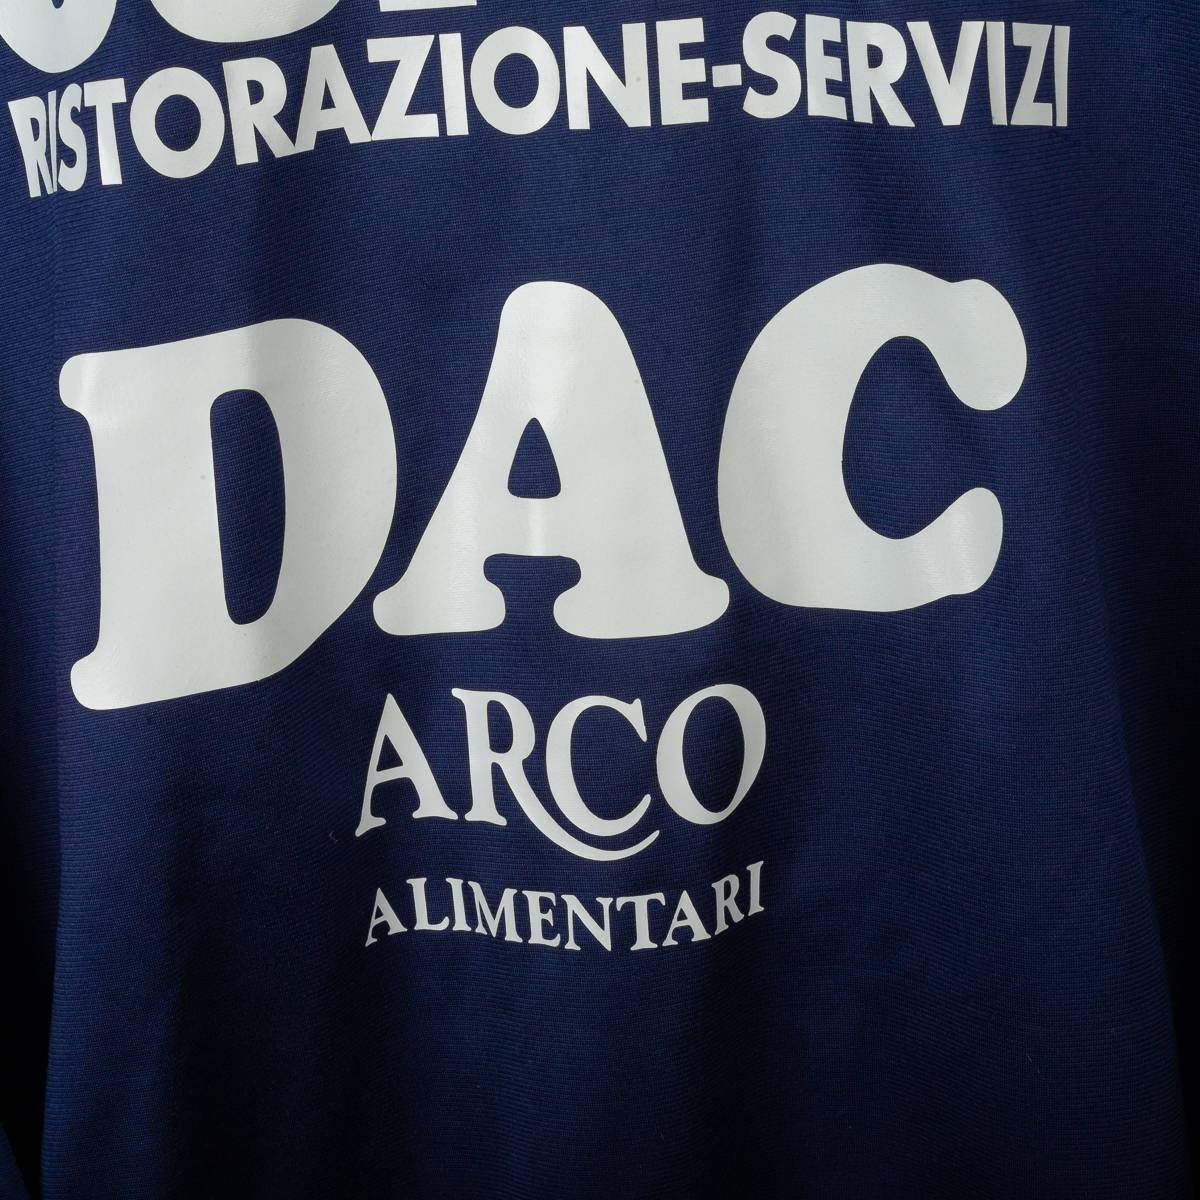 RISTORAZIONE-SERVIZI
DAC
ARCO
ALIMENTARI